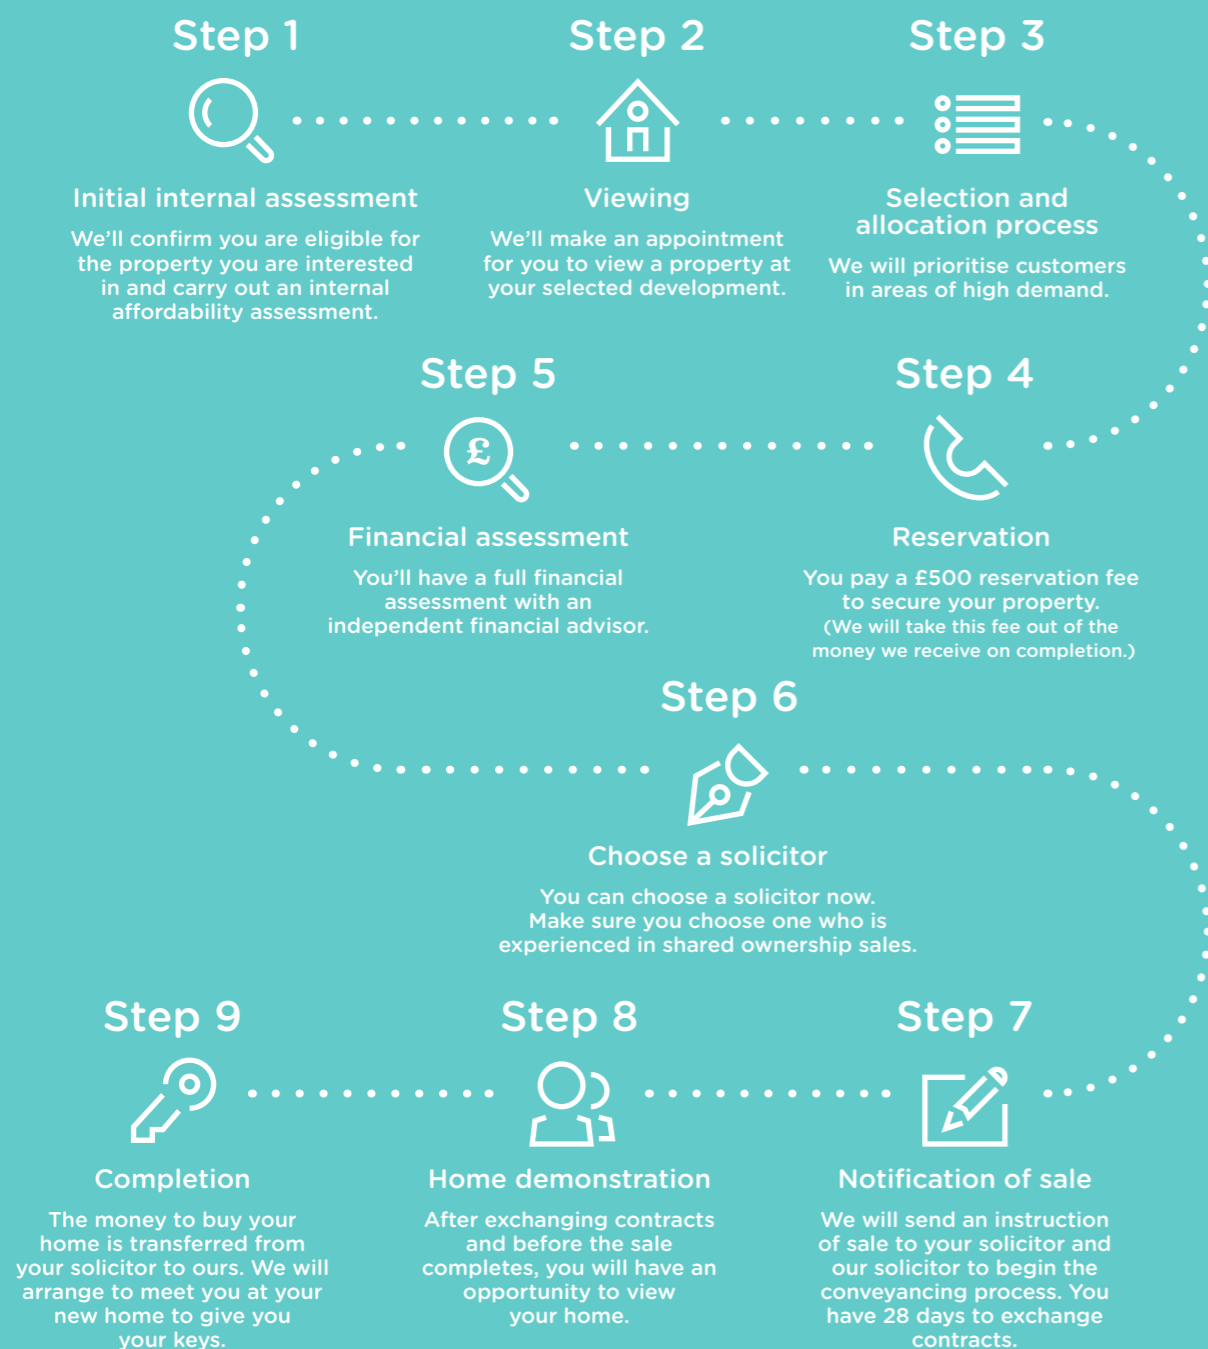 Step 1
Initial internal assessment
We’ll confirm you are eligible for
the property you are interested
in and carry out an internal
affordability assessment.
Step 2
Viewing
We’ll make an appointment
for you to view a property at
your selected development.
Step 3
Selection and
allocation process
We will prioritise customers
in areas of high demand.
Step 4
Reservation
You pay a £500 reservation fee
to secure your property.
(We will take this fee out of the
money we receive on completion.)
Step 5
£
Financial assessment
You’ll have a full financial
assessment with an
independent financial advisor.
Step 6
Choose a solicitor
You can choose a solicitor now.
Make sure you choose one who is
experienced in shared ownership sales.
Step 7
Notification of sale
We will send an instruction
of sale to your solicitor and
our solicitor to begin the
conveyancing process. You
have 28 days to exchange
contracts.
Step 8
Home demonstration
After exchanging contracts
and before the sale
completes, you will have an
opportunity to view
your home.
Step 9
Completion
The money to buy your
home is transferred from
your solicitor to ours. We will
arrange to meet you at your
new home to give you
your keys.